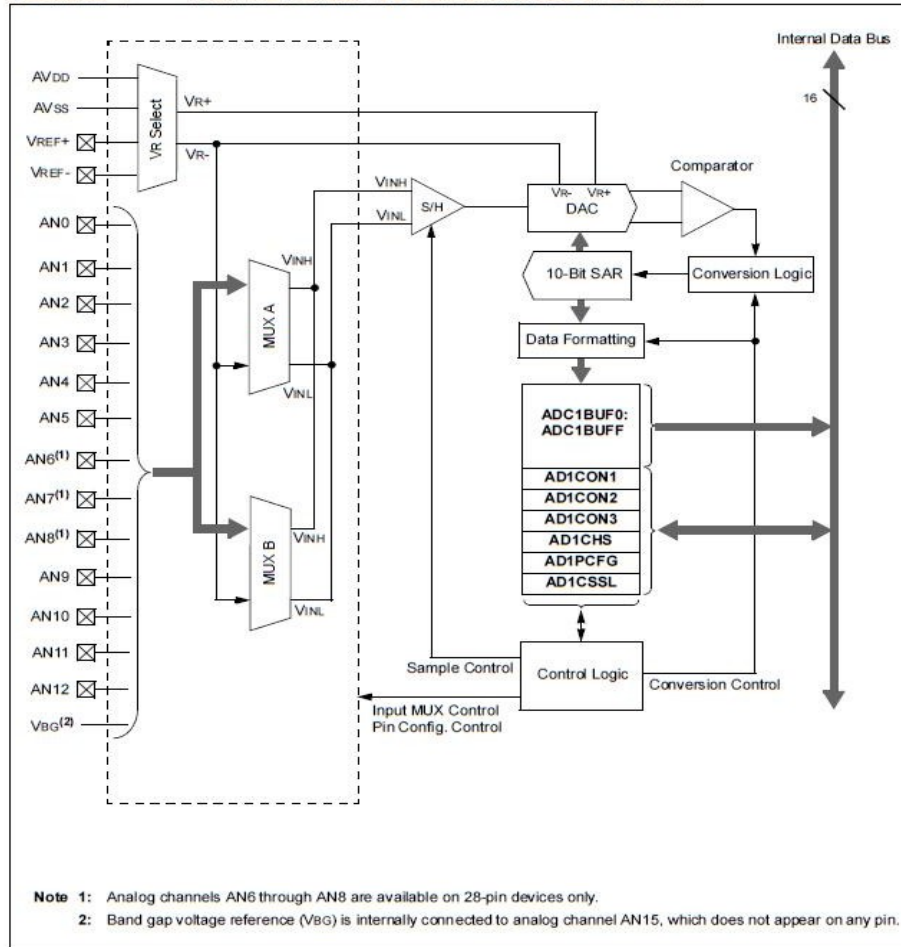 Internal Data Bus
16
AVDD
AVSS
VREF+
VREF-
VR Select
VR+
VR-
AN0
AN1
AN2
AN3
AN4
AN5
AN6(1)
AN7(1)
AN8(1)
AN9
AN10
AN11
AN12
VBG(2)
MUX A
VINH
VINL
MUX B
VINH
VINL
VINH
VINL
S/H
VR- VR+
DAC
Comparator
10-Bit SAR
Conversion Logic
Data Formatting
ADC1BUF0:
ADC1BUFF
AD1CON1
AD1CON2
AD1CON3
AD1CHS
AD1PCFG
AD1CSSL
Sample Control
Control Logic
Conversion Control
Input MUX Control
Pin Config. Control
Note 1: Analog channels AN6 through AN8 are available on 28-pin devices only.
2: Band gap voltage reference (VBG) is internally connected to analog channel AN15, which does not appear on any pin.